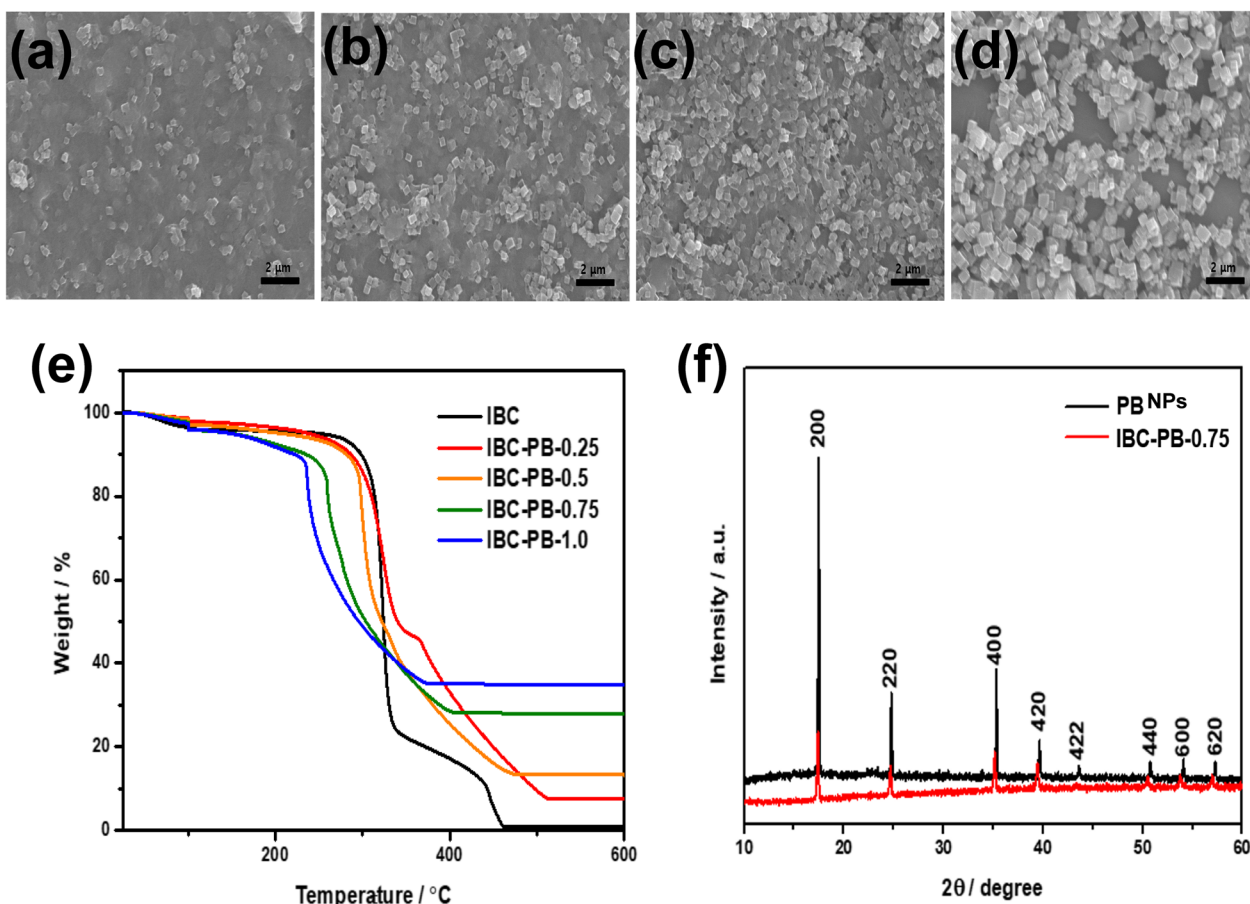 (a) (b) (c) (d)
2 μm 2 μm 2 μm 2 μm
(e)
100
80
60
40
20
0
Weight / %
IBC
IBC-PB-0.25
IBC-PB-0.5
IBC-PB-0.75
IBC-PB-1.0
200 400 600
Temperature / °C
(f)
Intensity / a.u.
PB NPs
IBC-PB-0.75
200
220
400
420
422
440
600
620
10 20 30 40 50 60
2θ / degree